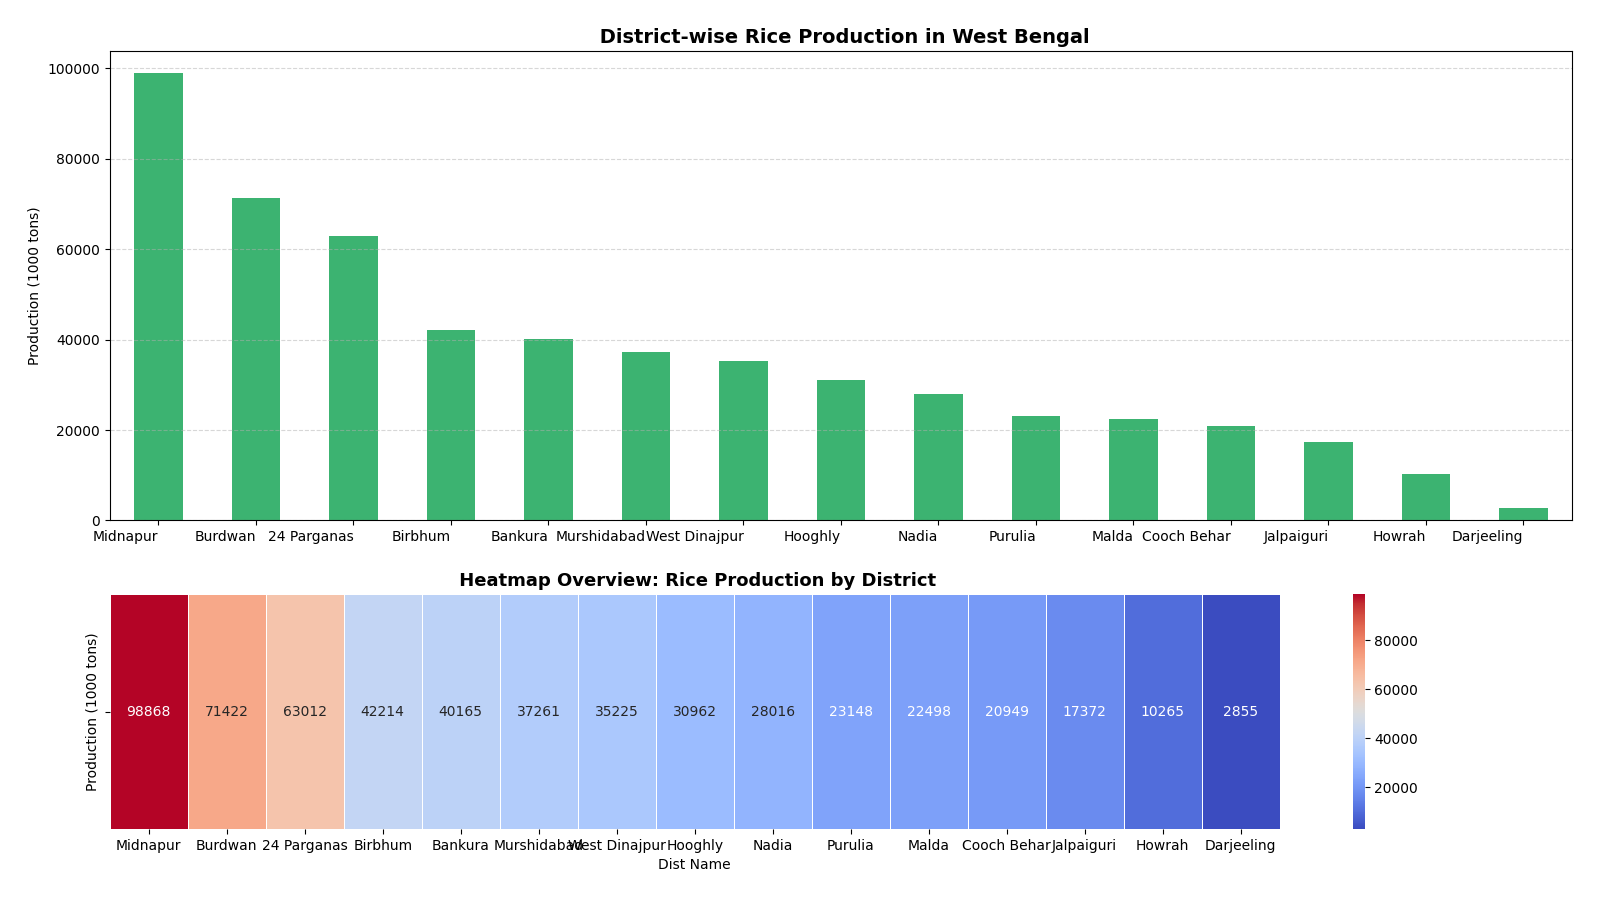 District-wise Rice Production in West Bengal
Production (1000 tons)
100000
80000
60000
40000
20000
0
Midnapur Burdwan 24 Parganas Birbhum Bankura Murshidabad West Dinajpur Hooghly Nadia Purulia Malda Cooch Behar Jalpaiguri Howrah Darjeeling
Heatmap Overview: Rice Production by District
Production (1000 tons)
98868 71422 63012 42214 40165 37261 35225 30962 28016 23148 22498 20949 17372 10265 2855
Midnapur Burdwan 24 Parganas Birbhum Bankura Murshidabad West Dinajpur Hooghly Nadia Purulia Malda Cooch Behar Jalpaiguri Howrah Darjeeling
Dist Name
80000
60000
40000
20000